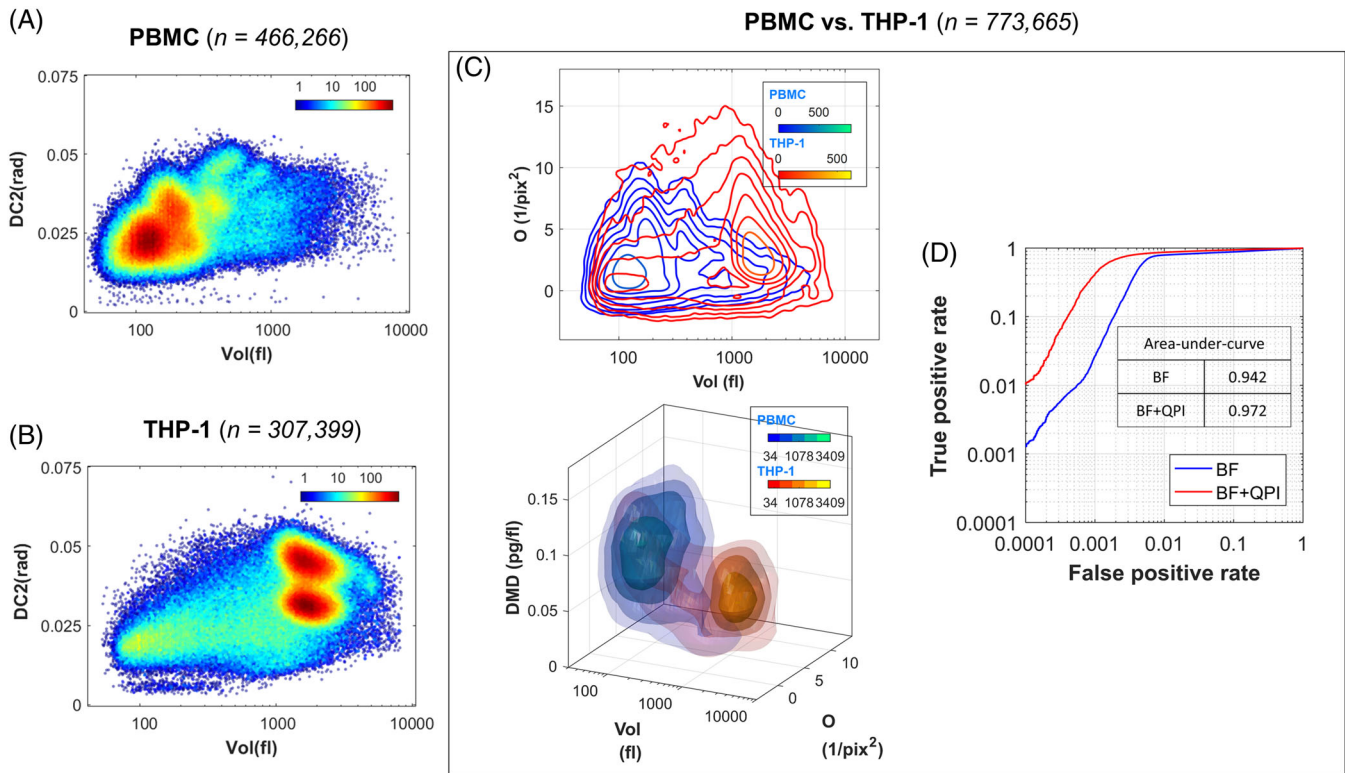 (A)
PBMC (n = 466,266)
0.075
0.05
0.025
0
DC2(rad)
1 10 100
100 1000 10000
Vol(fl)
(B)
THP-1 (n = 307,399)
0.075
0.05
0.025
0
DC2(rad)
1 10 100
100 1000 10000
Vol(fl)
PBMC vs. THP-1 (n = 773,665)
(C)
15
10
5
0
O (1/pix²)
PBMC
0 500
THP-1
0 500
100 1000 10000
Vol (fl)
PBMC
34 1078 3409
THP-1
34 1078 3409
0.15
0.1
0.05
0
DMD (pg/fl)
100
1000
10000
Vol
(fl)
0
5
10
O
(1/pix²)
(D)
1
0.1
0.01
0.001
0.0001
True positive rate
Area-under-curve
BF 0.942
BF+QPI 0.972
BF
BF+QPI
0.0001 0.001 0.01 0.1 1
False positive rate